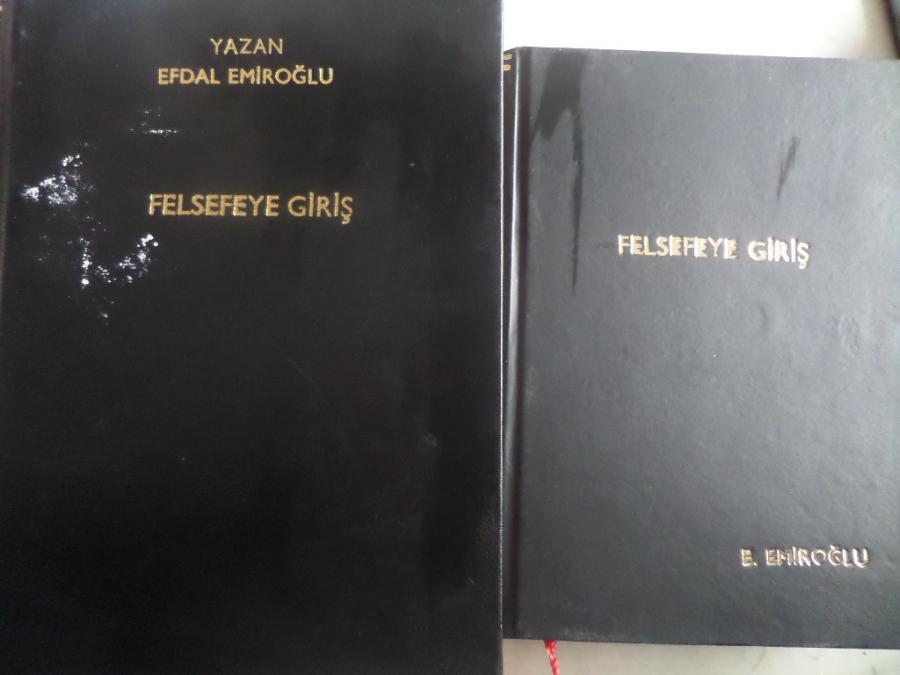 YAZAN
EFDAL EMİROĞLU
FELSEFEYE GİRİŞ
FELSEFEYE GİRİŞ
E. EMİROĞLU